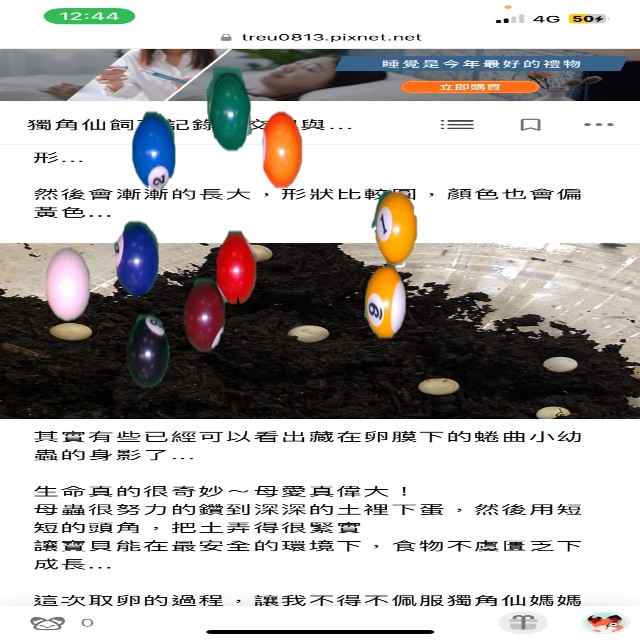 12:44
4G 50
treu0813.pixnet.net
睡覺是今年最好的禮物
立即購買
獨角仙飼 記錄 交 與...
形...
然後會漸漸的長大，形狀比較圓，顏色也會偏
黃色...
2
1
9
8
其實有些已經可以看出藏在卵膜下的蜷曲小幼
蟲的身影了...
生命真的很奇妙～母愛真偉大！
母蟲很努力的鑽到深深的土裡下蛋，然後用短
短的頭角，把土弄得很緊實
讓寶貝能在最安全的環境下，食物不虞匱乏下
成長...
這次取卵的過程，讓我不得不佩服獨角仙媽媽
0